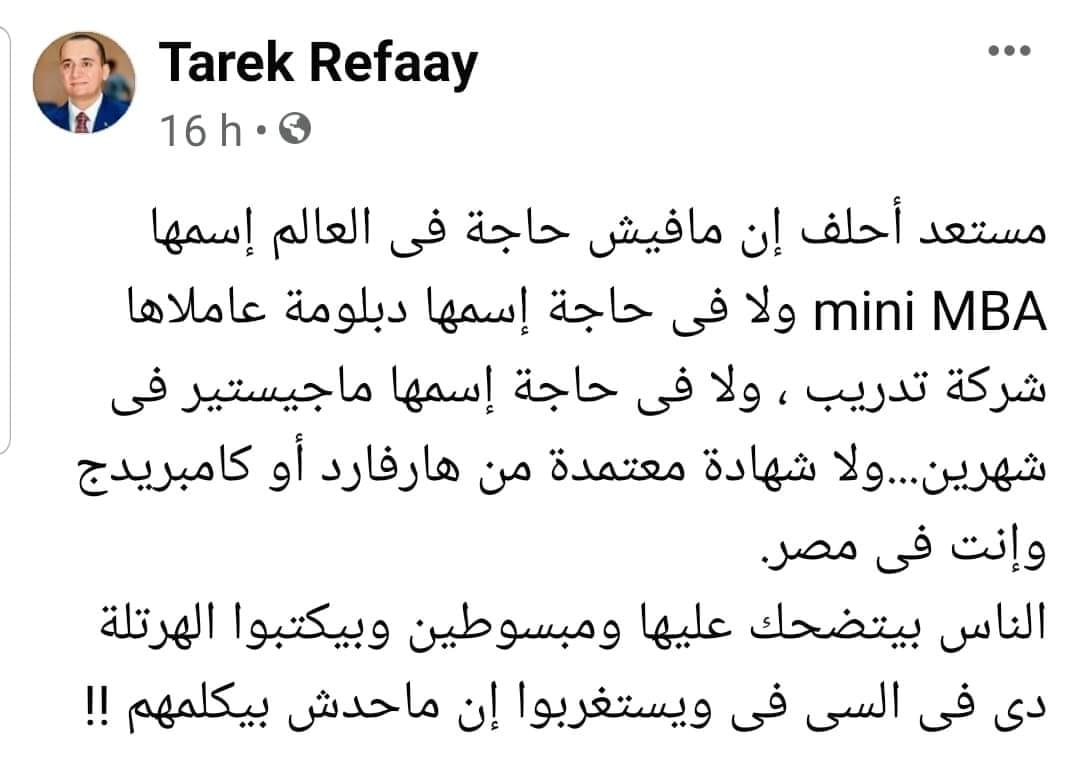 Tarek Refaay
16 h
مستعد أحلف إن مافيش حاجة فى العالم إسمها
mini MBA ولا فى حاجة إسمها دبلومة عاملاها
شركة تدريب ، ولا فى حاجة إسمها ماجيستير فى
شهرين...ولا شهادة معتمدة من هارفارد أو كامبريدج
وإنت فى مصر.
الناس بيتضحك عليها ومبسوطين وبيكتبوا الهرتلة
دى فى السى فى ويستغربوا إن ماحدش بيكلمهم !!